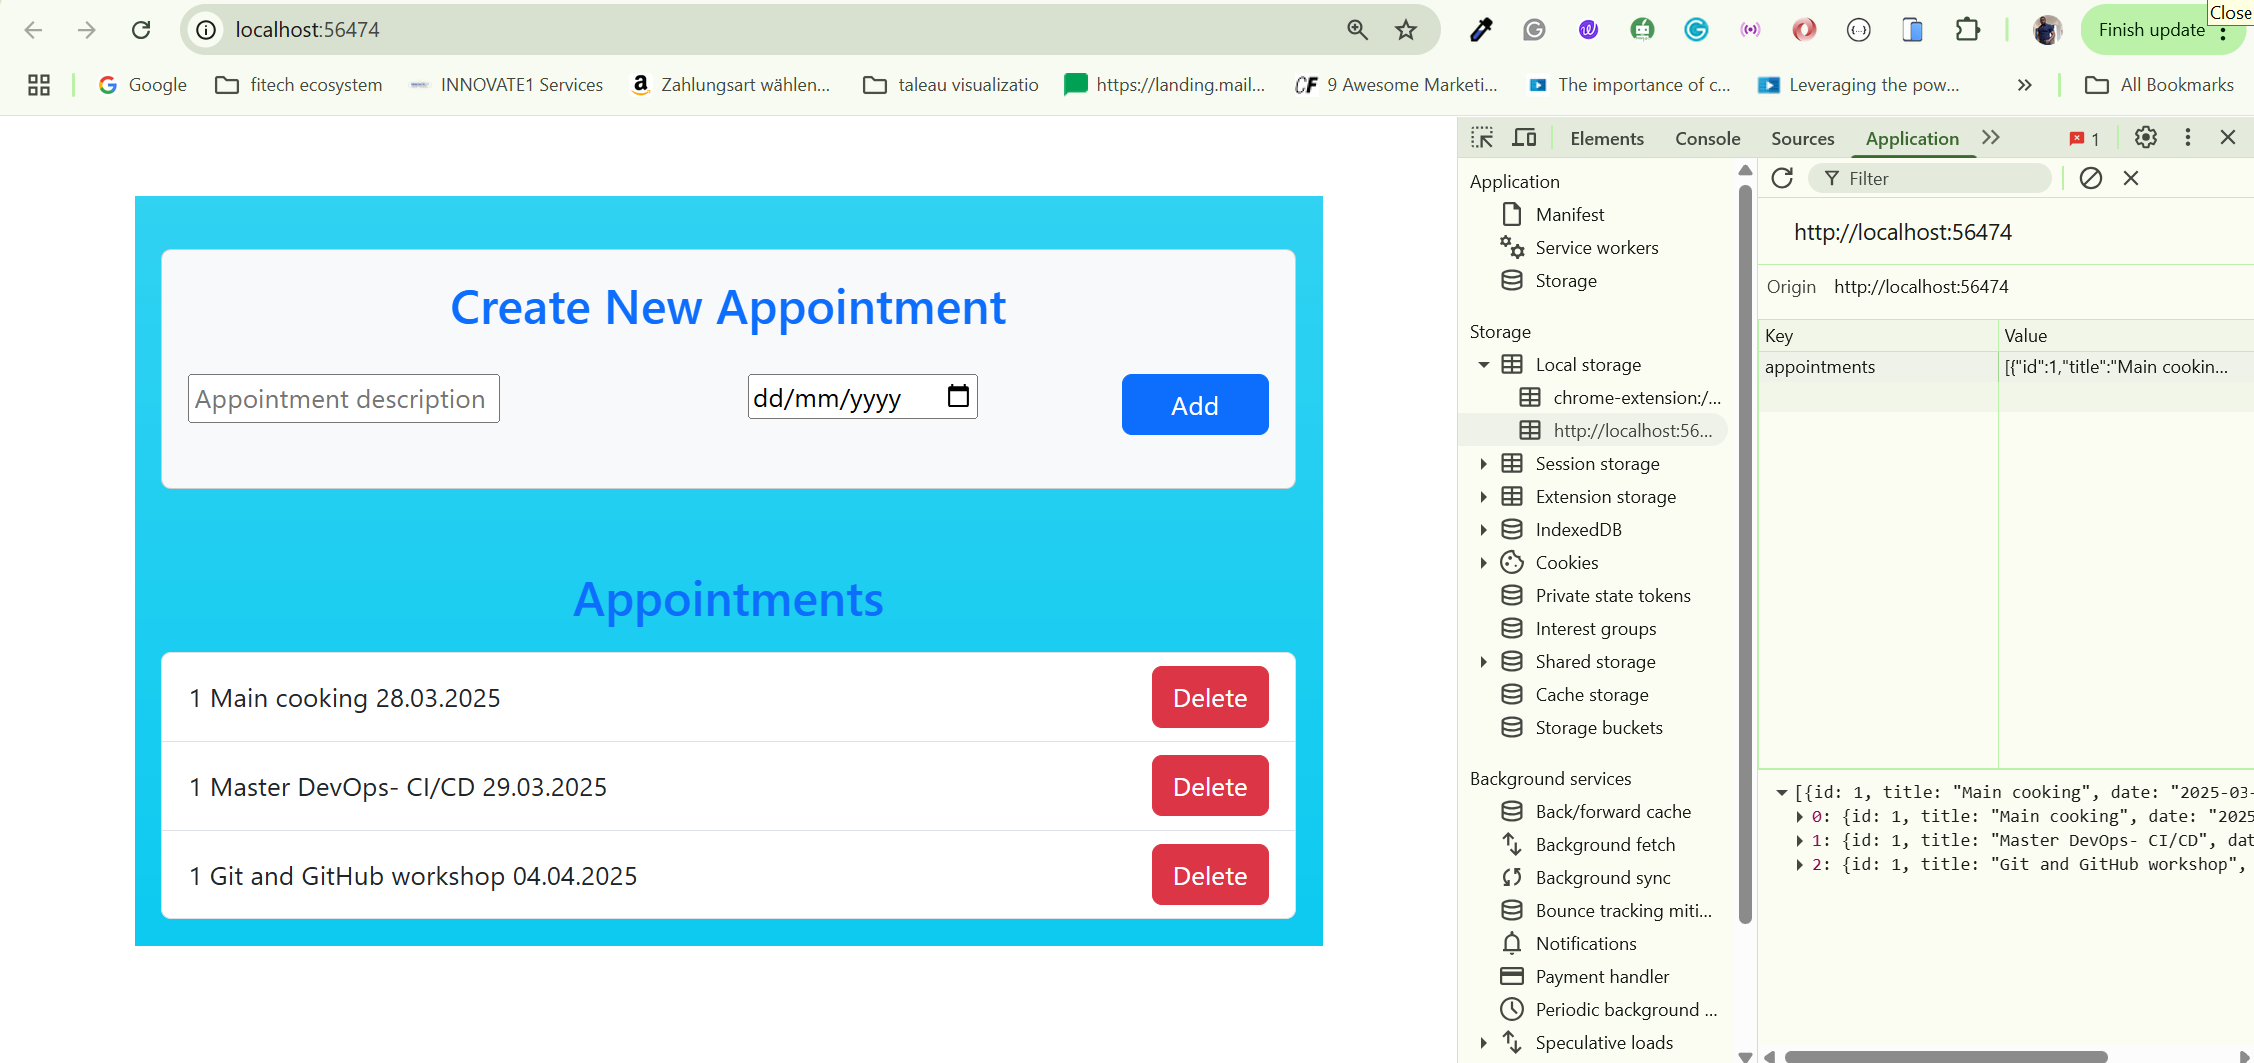 localhost:56474
Finish update
Close
Google
fitech ecosystem
INNOVATE1 Services
Zahlungsart wählen...
taleau visualizatio
https://landing.mail...
9 Awesome Marketi...
The importance of c...
Leveraging the pow...
All Bookmarks
Create New Appointment
Appointment description
dd/mm/yyyy
Add
Appointments
1 Main cooking 28.03.2025
Delete
1 Master DevOps- CI/CD 29.03.2025
Delete
1 Git and GitHub workshop 04.04.2025
Delete
Elements
Console
Sources
Application
1
Application
Manifest
Service workers
Storage
Storage
Local storage
chrome-extension:/...
http://localhost:56...
Session storage
Extension storage
IndexedDB
Cookies
Private state tokens
Interest groups
Shared storage
Cache storage
Storage buckets
Background services
Back/forward cache
Background fetch
Background sync
Bounce tracking miti...
Notifications
Payment handler
Periodic background ...
Speculative loads
Filter
http://localhost:56474
Origin http://localhost:56474
Key Value
appointments [{"id":1,"title":"Main cookin...
[{id: 1, title: "Main cooking", date: "2025-03-
0: {id: 1, title: "Main cooking", date: "2025
1: {id: 1, title: "Master DevOps- CI/CD", dat
2: {id: 1, title: "Git and GitHub workshop",